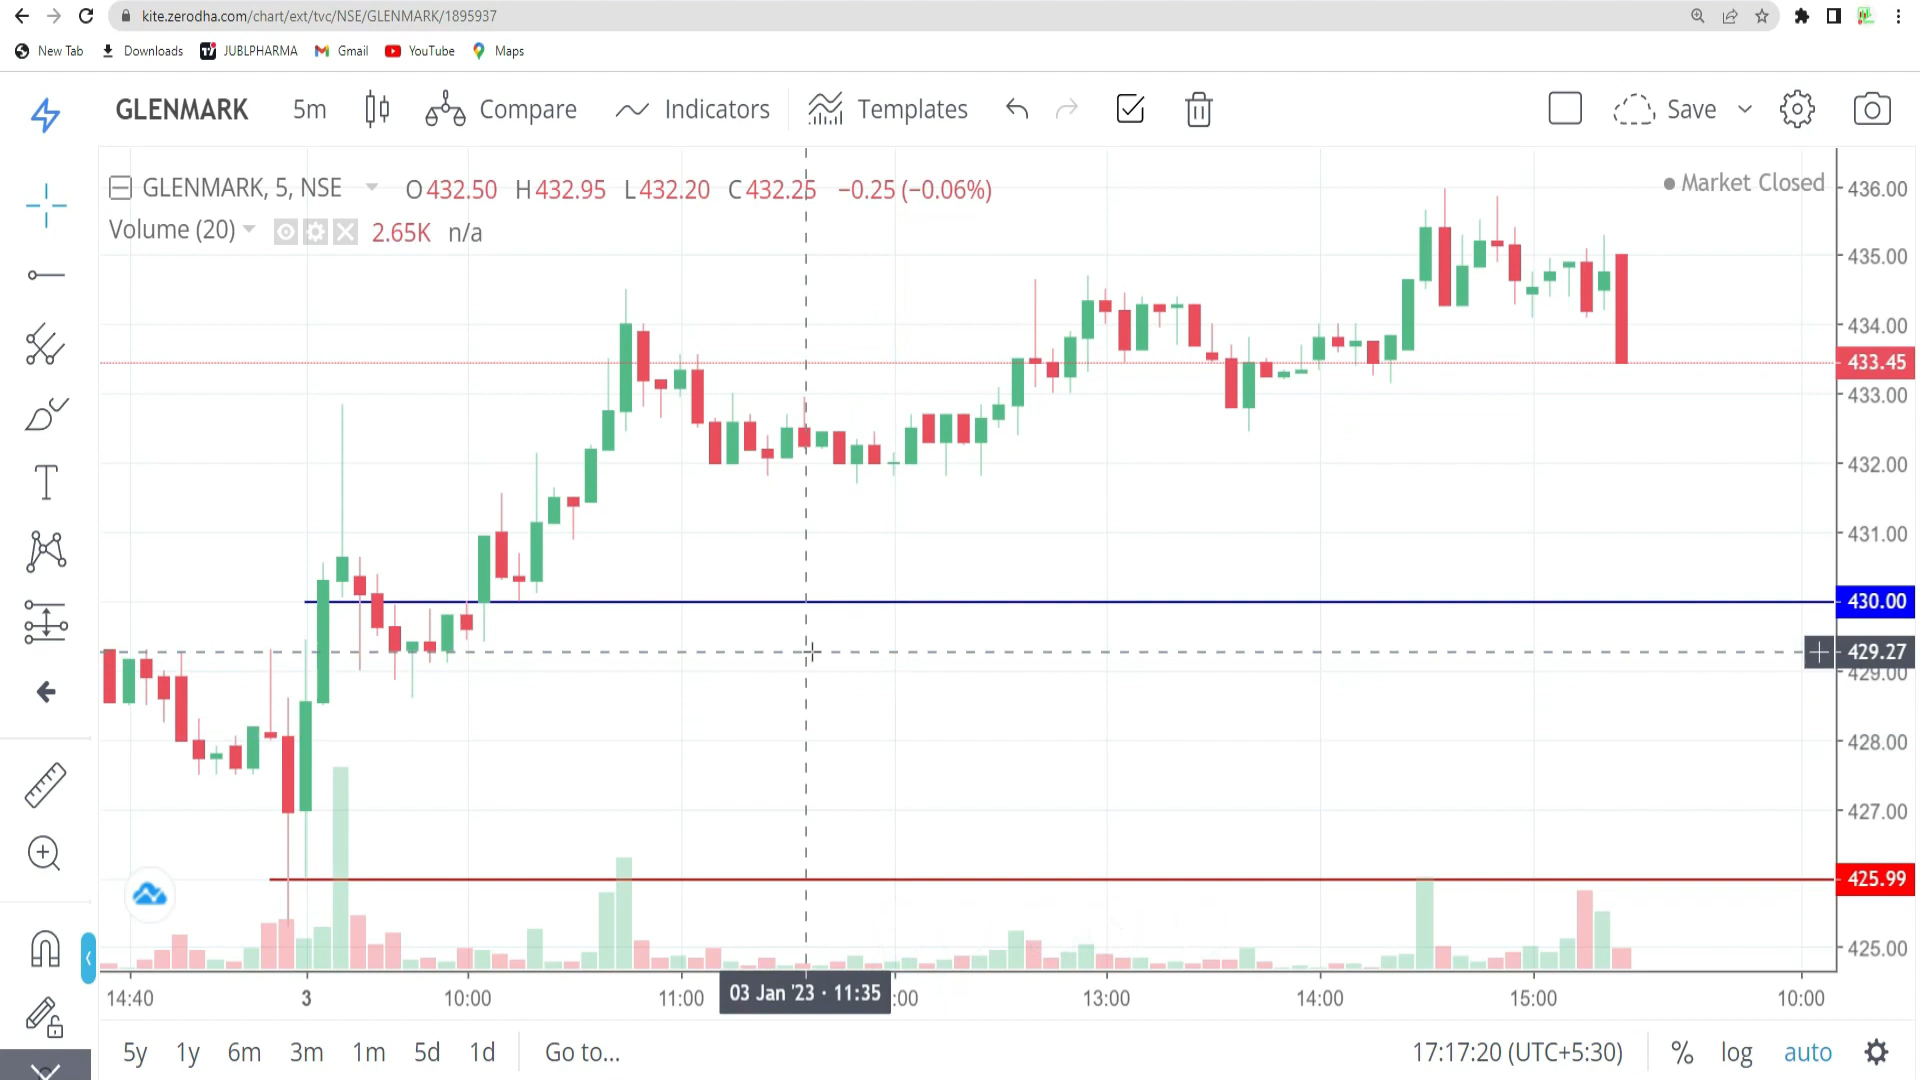 kite.zerodha.com/chart/ext/tvc/NSE/GLENMARK/1895937
New Tab Downloads JUBLPHARMA Gmail YouTube Maps
GLENMARK 5m Compare Indicators Templates Save
GLENMARK, 5, NSE O432.50 H432.95 L432.20 C432.25 −0.25 (−0.06%)
Market Closed
Volume (20) 2.65K n/a
436.00
435.00
434.00
433.45
433.00
432.00
431.00
430.00
429.27
429.00
428.00
427.00
425.99
425.00
14:40 3 10:00 11:00 03 Jan '23 · 11:35 :00 13:00 14:00 15:00 10:00
5y 1y 6m 3m 1m 5d 1d Go to... 17:17:20 (UTC+5:30) % log auto